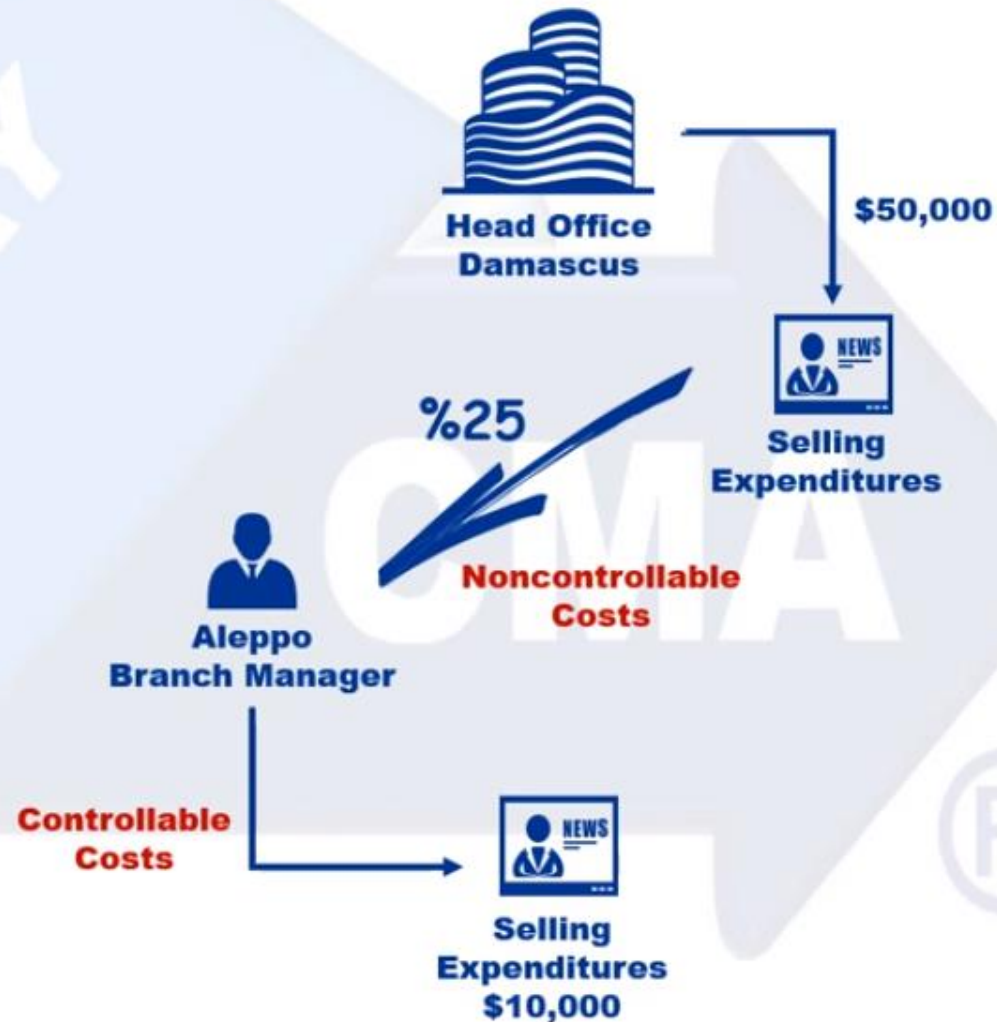 Head Office
Damascus
$50,000
NEWS
Selling
Expenditures
%25
Noncontrollable
Costs
Aleppo
Branch Manager
Controllable
Costs
NEWS
Selling
Expenditures
$10,000
CMA
R